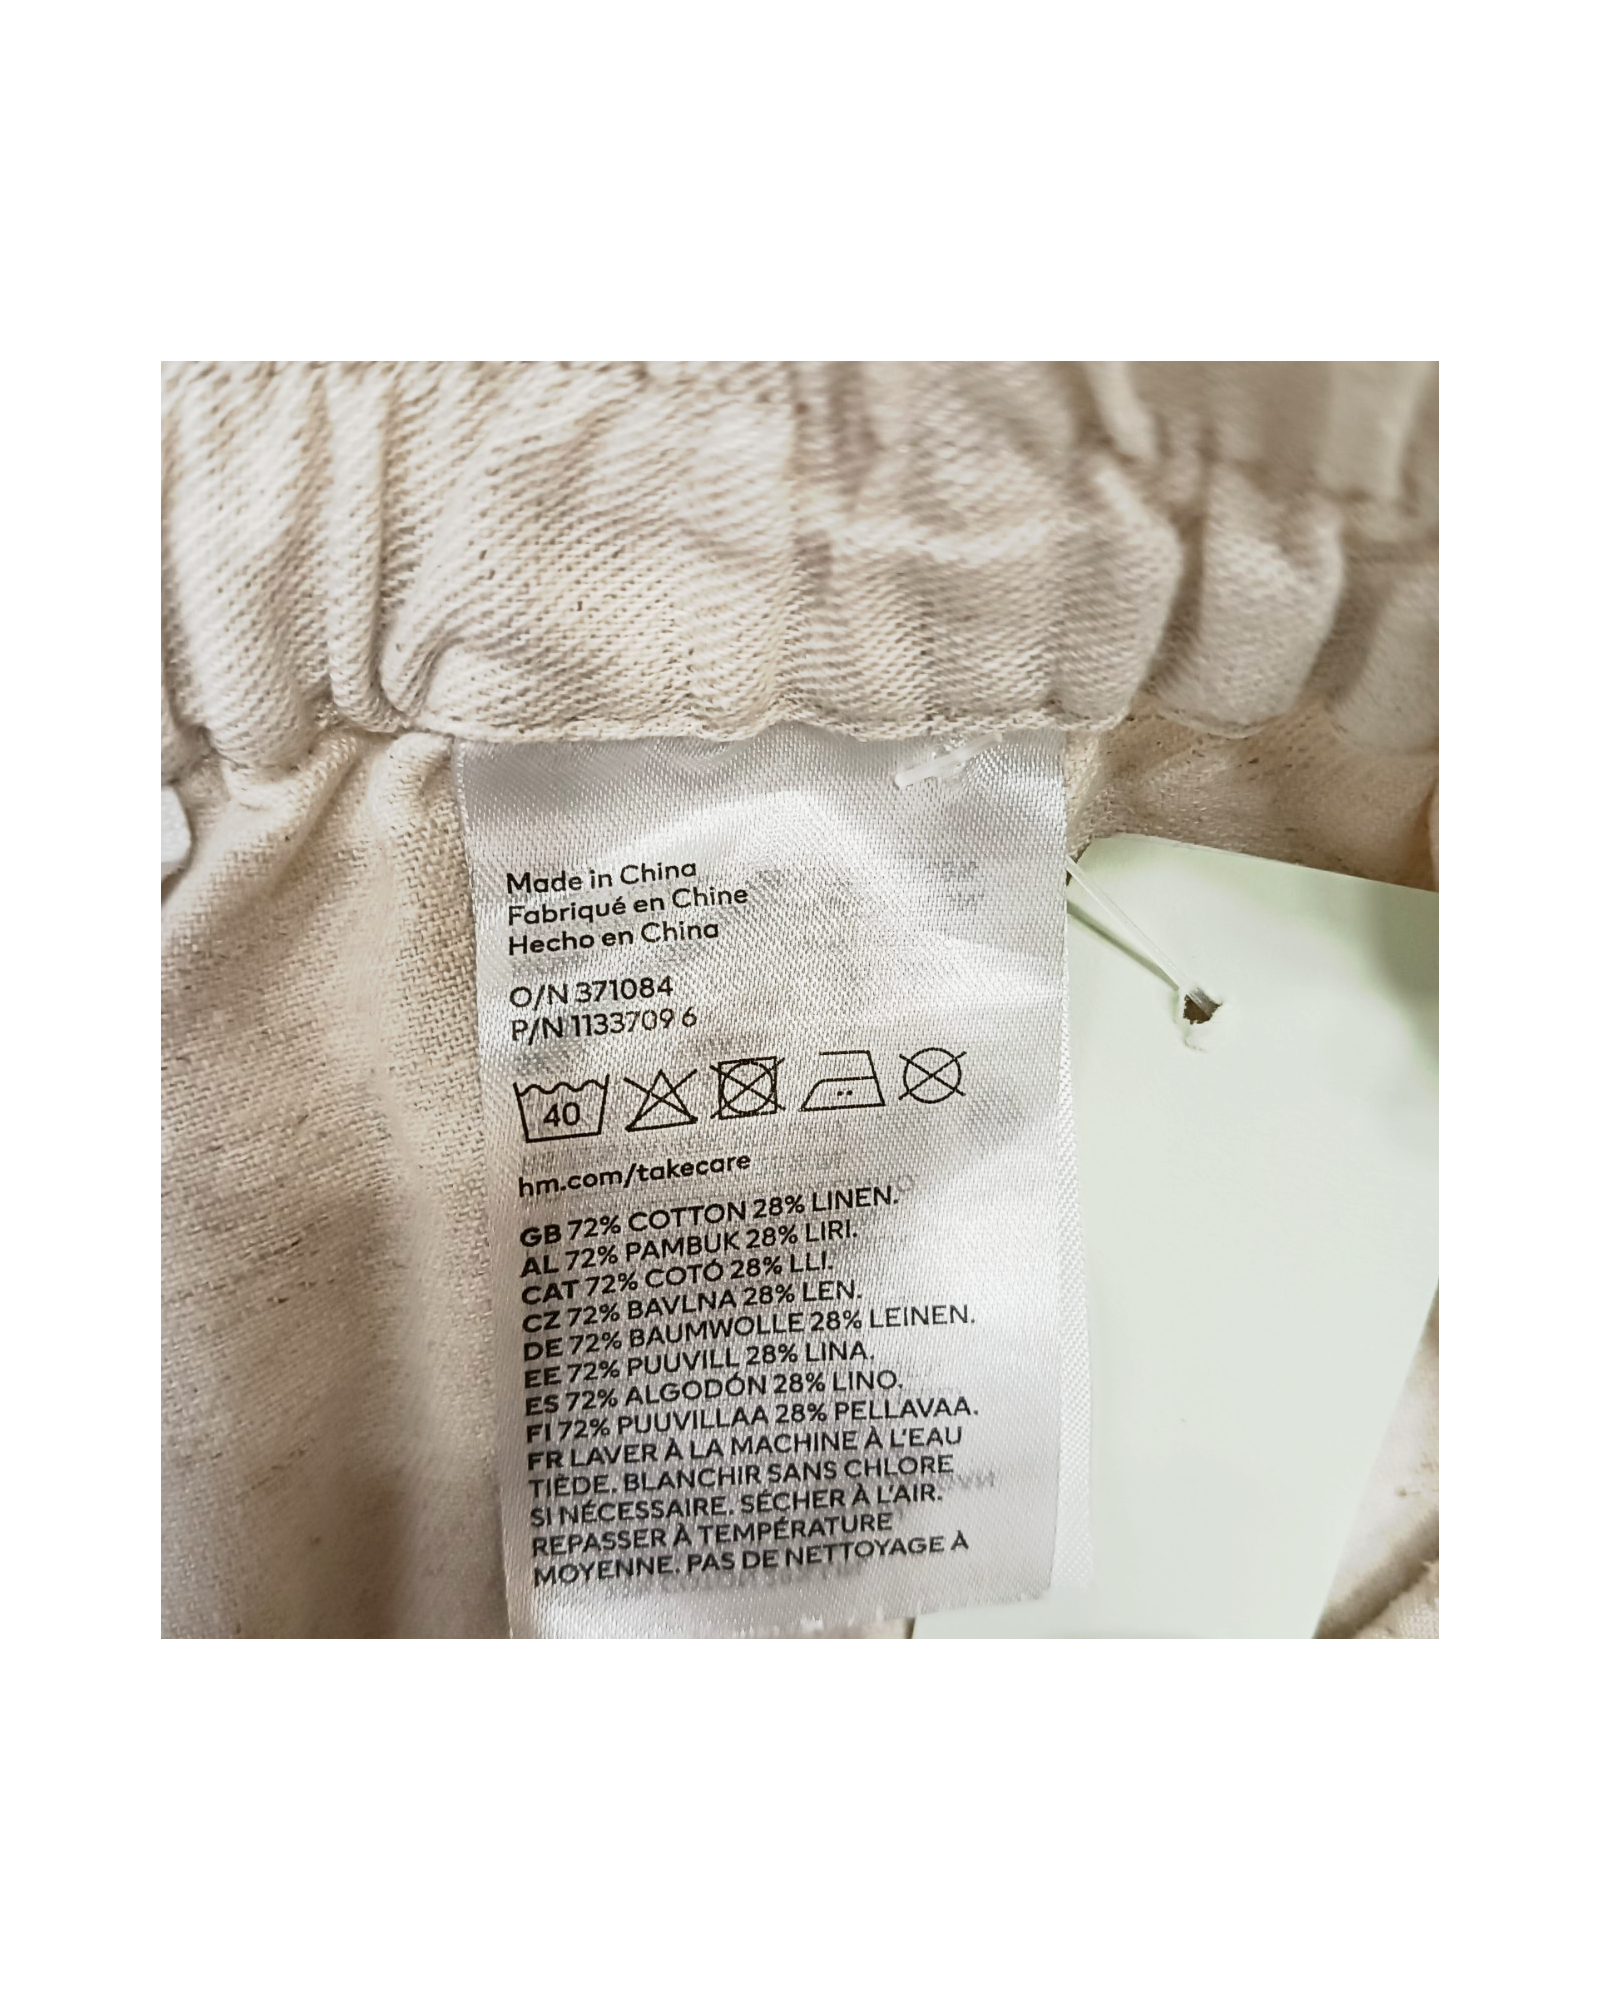 Made in China
Fabriqué en Chine
Hecho en China
O/N 371084
P/N 1133709 6
40
hm.com/takecare
GB 72% COTTON 28% LINEN.
AL 72% PAMBUK 28% LIRI.
CAT 72% COTÓ 28% LLI.
CZ 72% BAVLNA 28% LEN.
DE 72% BAUMWOLLE 28% LEINEN.
EE 72% PUUVILL 28% LINA.
ES 72% ALGODÓN 28% LINO.
FI 72% PUUVILLAA 28% PELLAVAA.
FR LAVER À LA MACHINE À L'EAU
TIÈDE. BLANCHIR SANS CHLORE
SI NÉCESSAIRE. SÉCHER À L'AIR.
REPASSER À TEMPÉRATURE
MOYENNE. PAS DE NETTOYAGE À